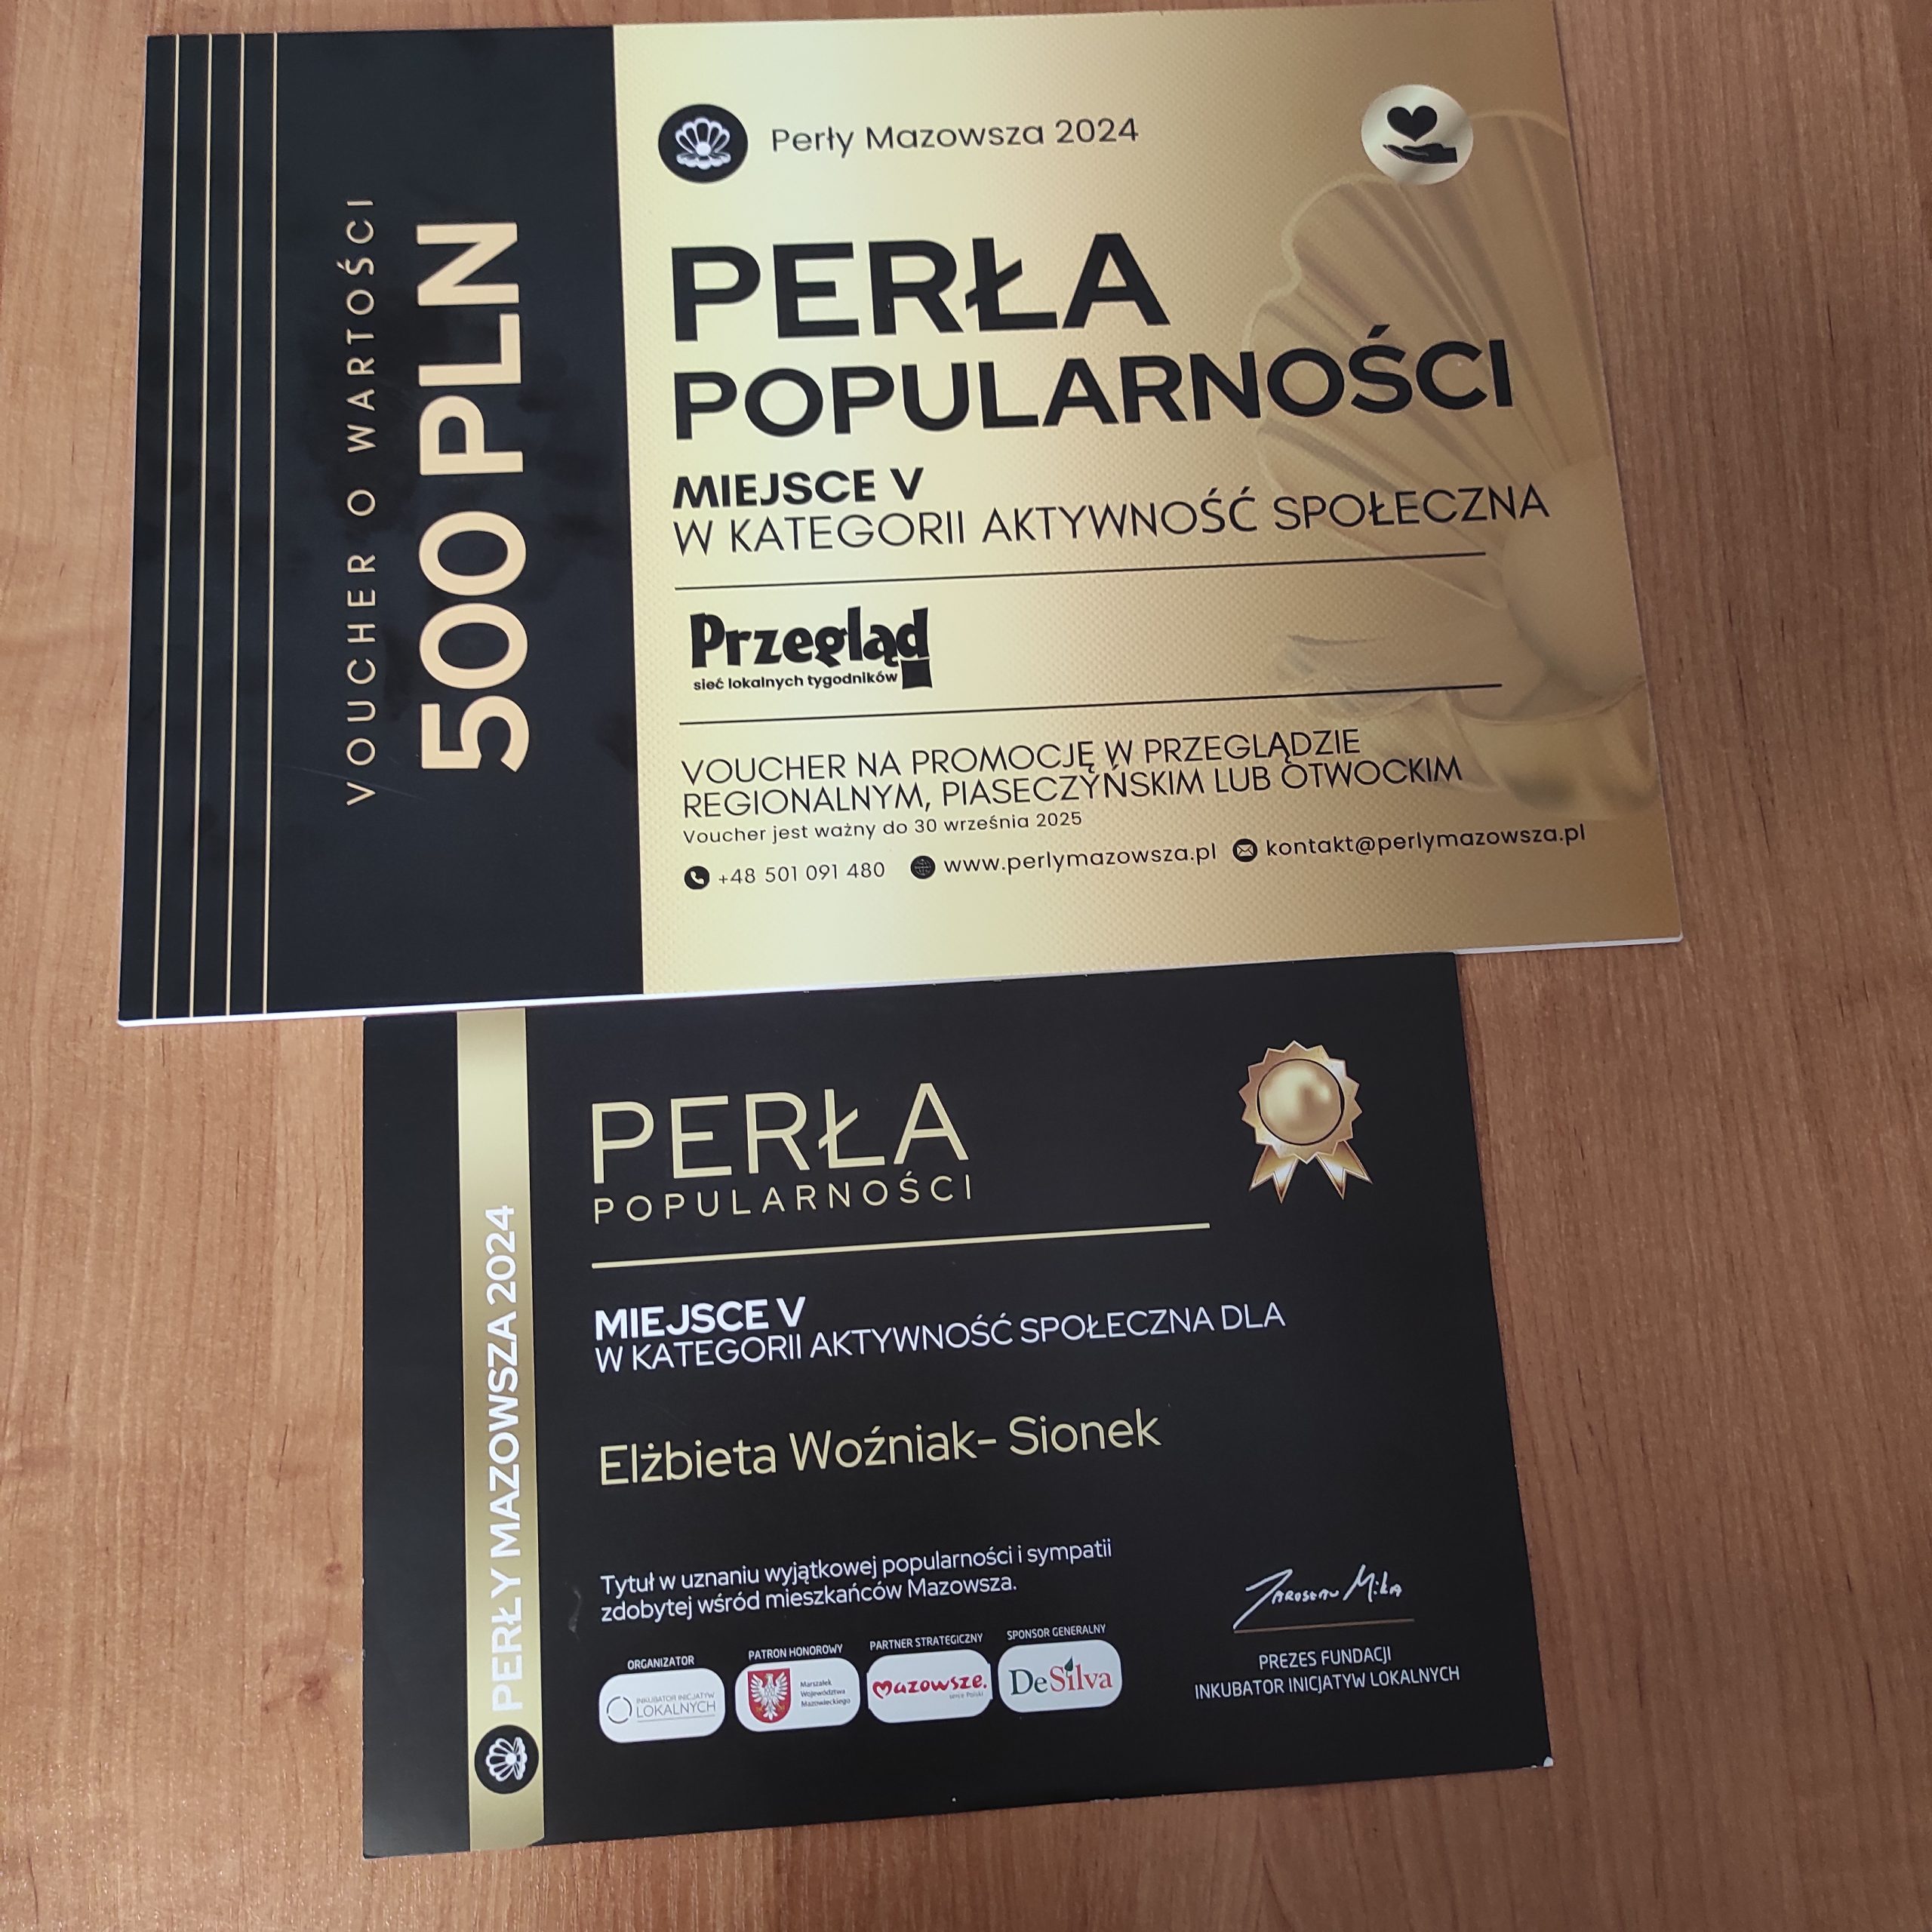 VOUCHER O WARTOŚCI
500 PLN
Perły Mazowsza 2024
PERŁA
POPULARNOŚCI
MIEJSCE V
W KATEGORII AKTYWNOŚĆ SPOŁECZNA
Przegląd
sieć lokalnych tygodników
VOUCHER NA PROMOCJĘ W PRZEGLĄDZIE
REGIONALNYM, PIASECZYŃSKIM LUB OTWOCKIM
Voucher jest ważny do 30 września 2025
+48 501 091 480 www.perlymazowsza.pl kontakt@perlymazowsza.pl
PERŁY MAZOWSZA 2024
PERŁA
POPULARNOŚCI
MIEJSCE V
W KATEGORII AKTYWNOŚĆ SPOŁECZNA DLA
Elżbieta Woźniak- Sionek
Tytuł w uznaniu wyjątkowej popularności i sympatii
zdobytej wśród mieszkańców Mazowsza.
ORGANIZATOR
INKUBATOR INICJATYW
LOKALNYCH
PATRON HONOROWY
Marszałek
Województwa
Mazowieckiego
PARTNER STRATEGICZNY
mazowsze.
serce Polski
SPONSOR GENERALNY
DeSilva
Jarosław Mika
PREZES FUNDACJI
INKUBATOR INICJATYW LOKALNYCH